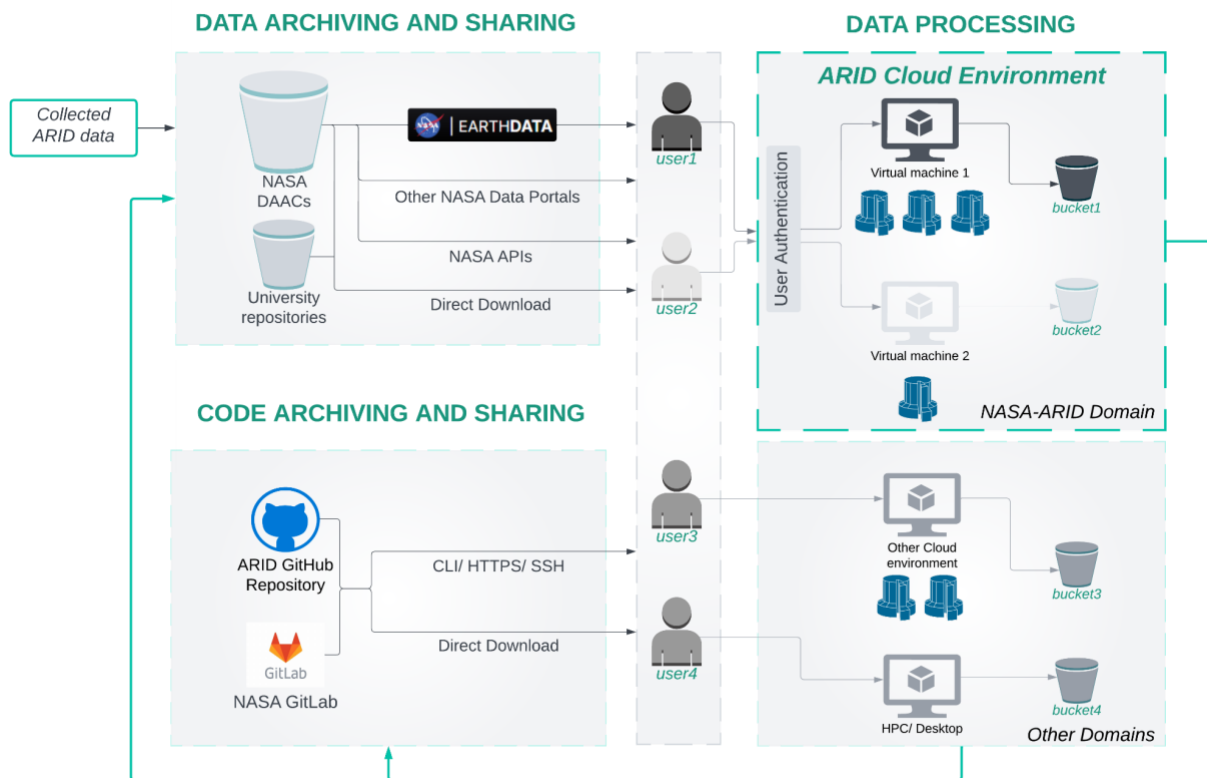 DATA ARCHIVING AND SHARING
DATA PROCESSING
Collected
ARID data
NASA
DAACs
University
repositories
EARTHDATA
Other NASA Data Portals
NASA APIs
Direct Download
user1
user2
ARID Cloud Environment
User Authentication
Virtual machine 1
bucket1
Virtual machine 2
bucket2
NASA-ARID Domain
CODE ARCHIVING AND SHARING
ARID GitHub
Repository
GitLab
NASA GitLab
CLI/ HTTPS/ SSH
Direct Download
user3
user4
Other Cloud
environment
bucket3
HPC/ Desktop
bucket4
Other Domains